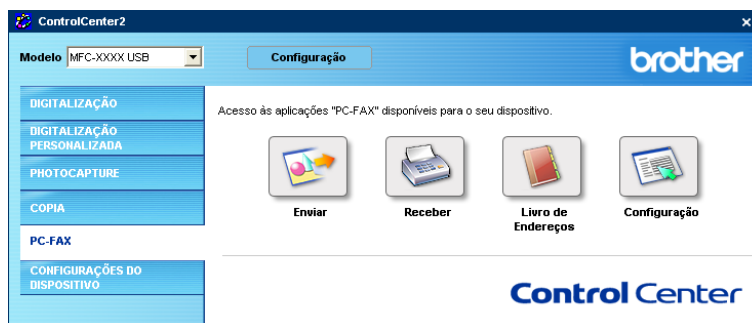 ControlCenter2
Modelo MFC-XXXX USB
Configuração
brother
DIGITALIZAÇÃO
DIGITALIZAÇÃO
PERSONALIZADA
PHOTOCAPTURE
COPIA
PC-FAX
CONFIGURAÇÕES DO
DISPOSITIVO
Acesso às aplicações "PC-FAX" disponíveis para o seu dispositivo.
Enviar
Receber
Livro de
Endereços
Configuração
Control Center